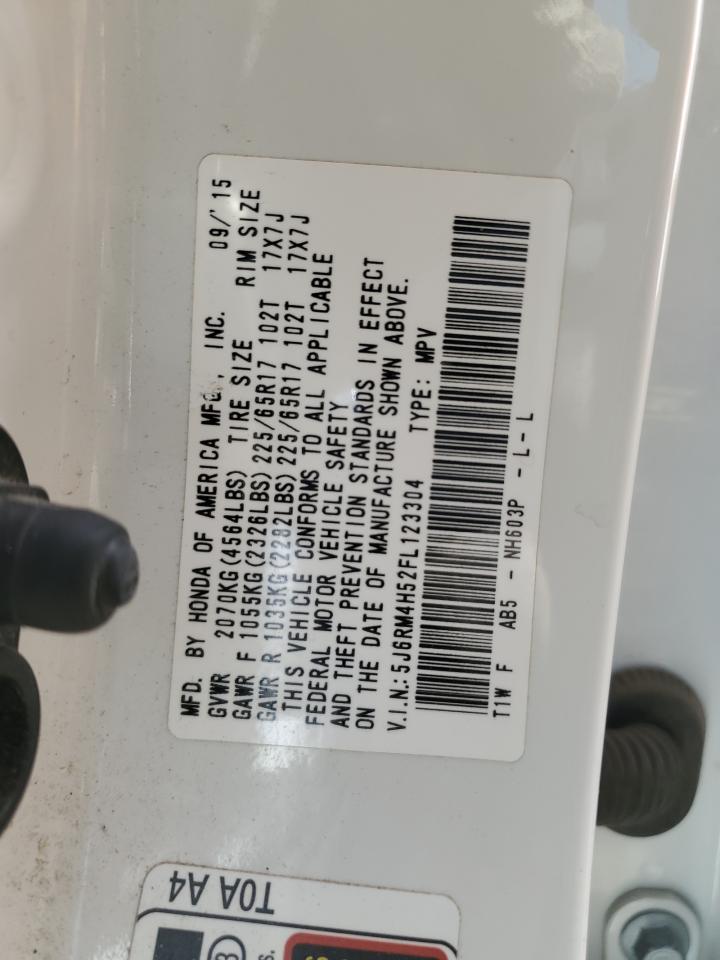 MFD. BY HONDA OF AMERICA MFG., INC. 09/'15
GVWR 2070KG(4564LBS) TIRE SIZE RIM SIZE
GAWR F 1055KG(2326LBS)225/65R17 102T 17X7J
GAWR R 1035KG(2282LBS)225/65R17 102T 17X7J
THIS VEHICLE CONFORMS TO ALL APPLICABLE
FEDERAL MOTOR VEHICLE SAFETY
AND THEFT PREVENTION STANDARDS IN EFFECT
ON THE DATE OF MANUFACTURE SHOWN ABOVE.
V.I.N.:5J6RM4H52FL123304 TYPE: MPV
T1W F AB5 - NH603P - L-L
T0A A4